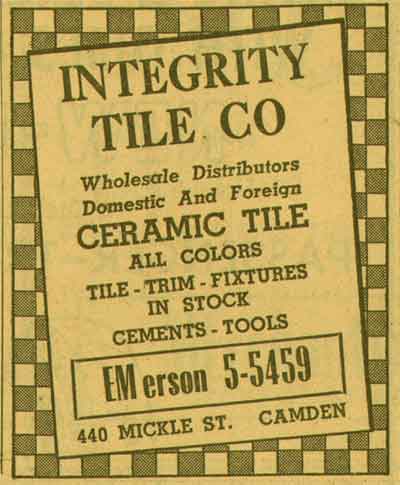 INTEGRITY
TILE CO
Wholesale Distributors
Domestic And Foreign
CERAMIC TILE
ALL COLORS
TILE - TRIM - FIXTURES
IN STOCK
CEMENTS - TOOLS
EMerson 5-5459
440 MICKLE ST. CAMDEN